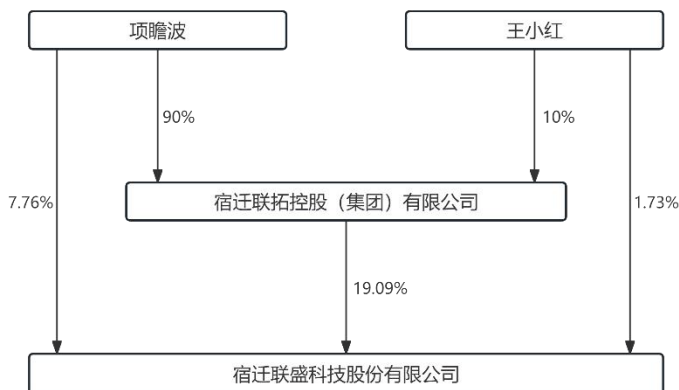 项瞻波
王小红
90%
10%
7.76%
宿迁联拓控股（集团）有限公司
1.73%
19.09%
宿迁联盛科技股份有限公司